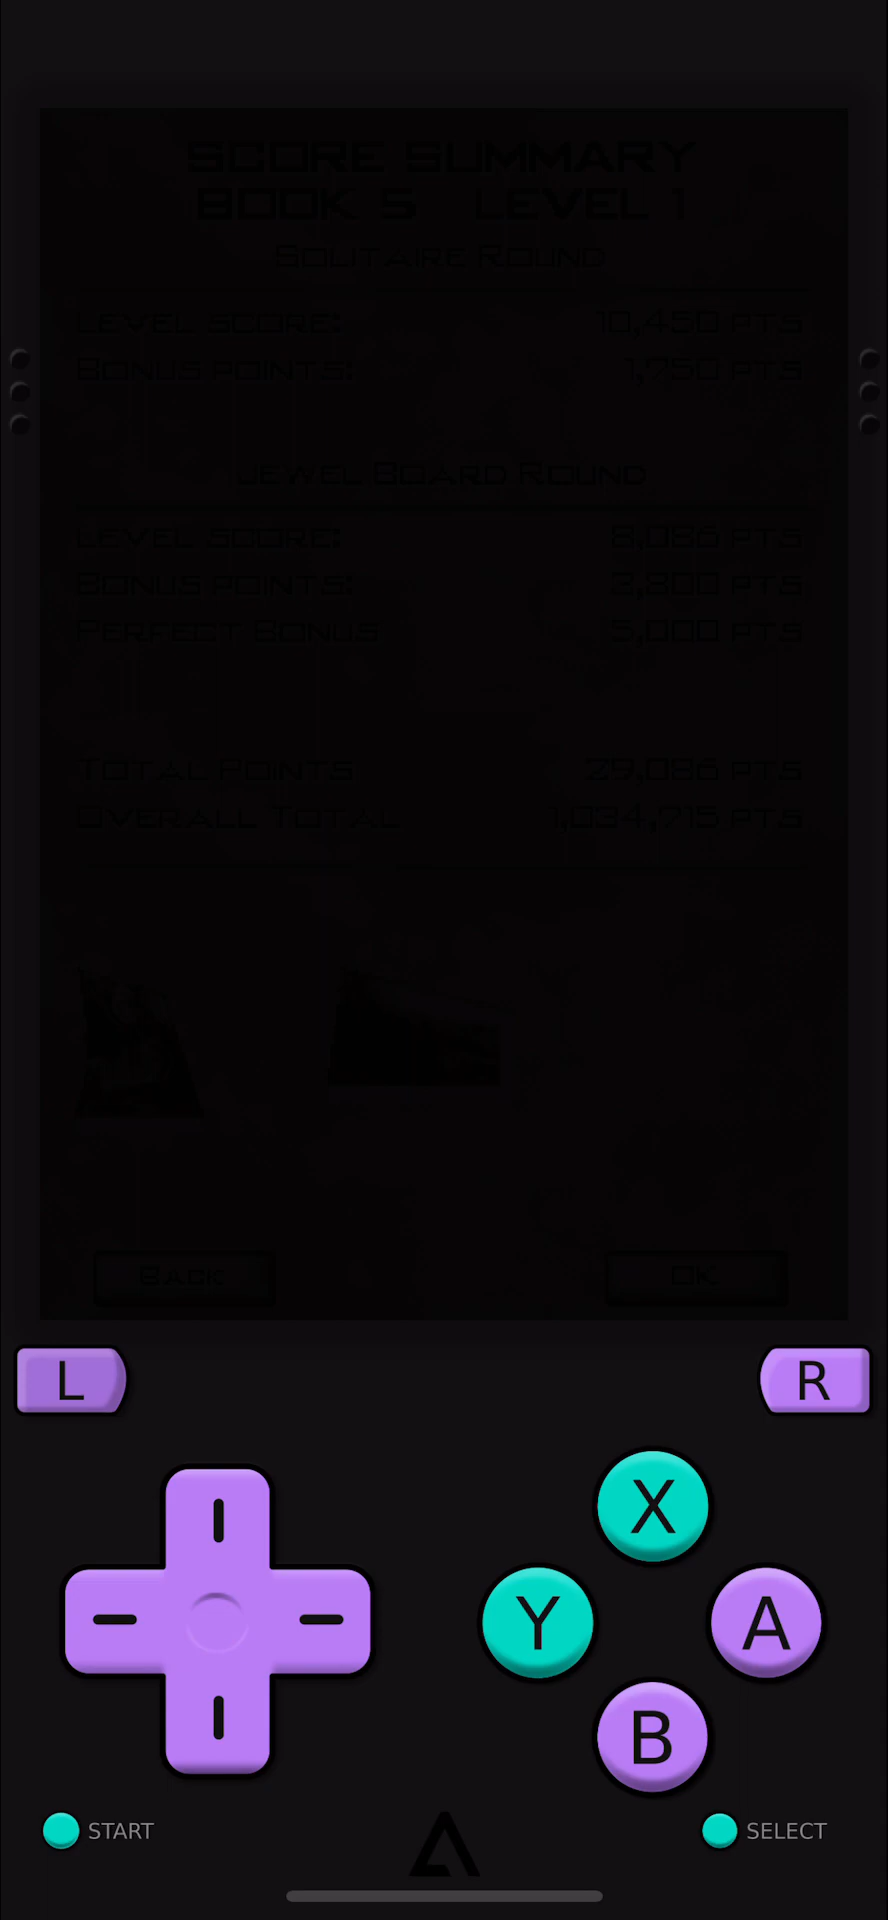 SCORE SUMMARY
BOOK 5 LEVEL 1
SOLITAIRE ROUND
LEVEL SCORE: 10,450 PTS
BONUS POINTS: 1,750 PTS
JEWEL BOARD ROUND
LEVEL SCORE: 8,086 PTS
BONUS POINTS: 3,800 PTS
PERFECT BONUS 5,000 PTS
TOTAL POINTS 29,086 PTS
OVERALL TOTAL 1,034,715 PTS
BACK OK
L R
X
Y A
B
START SELECT